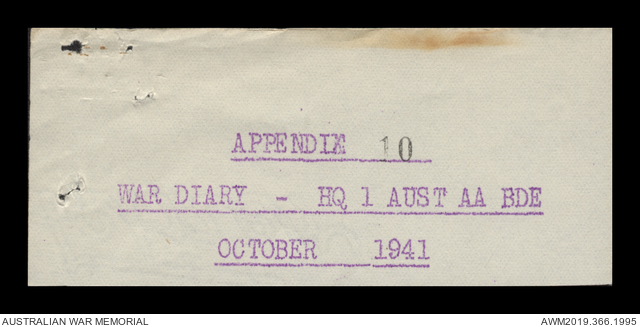 APPENDIX 10
WAR DIARY - HQ 1 AUST AA BDE
OCTOBER 1941
AUSTRALIAN WAR MEMORIAL
AWM2019.366.1995